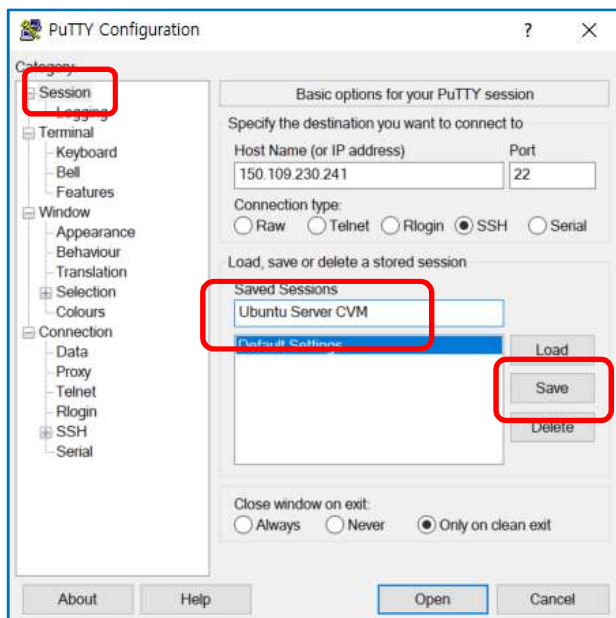 PuTTY Configuration
Category:
Session
Logging
Terminal
Keyboard
Bell
Features
Window
Appearance
Behaviour
Translation
Selection
Colours
Connection
Data
Proxy
Telnet
Rlogin
SSH
Serial
Basic options for your PuTTY session
Specify the destination you want to connect to
Host Name (or IP address) Port
150.109.230.241 22
Connection type:
Raw Telnet Rlogin SSH Serial
Load, save or delete a stored session
Saved Sessions
Ubuntu Server CVM
Default Settings
Load
Save
Delete
Close window on exit:
Always Never Only on clean exit
About Help Open Cancel